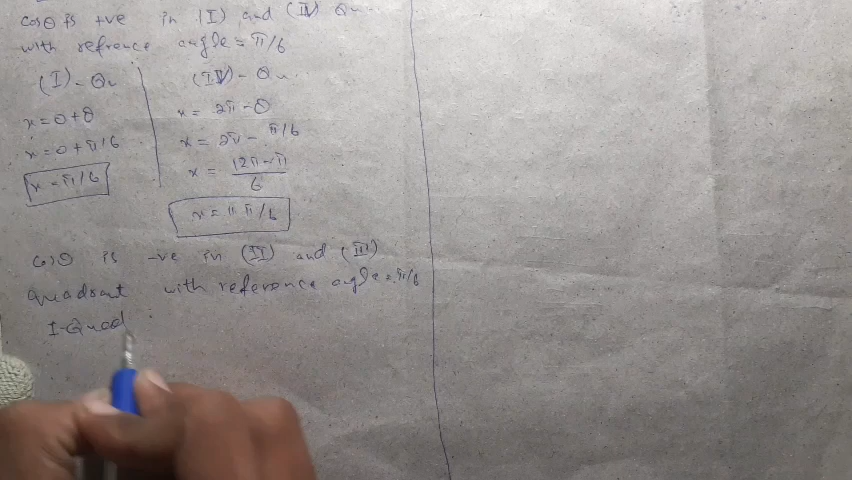 cosθ is +ve in (I) and (IV) Qu..
with refrence angle = π/6
(I) - Qu
x = 0 + θ
x = 0 + π/6
x = π/6
(IV) - Qu.
x = 2π - θ
x = 2π - π/6
x = 12π - π / 6
x = 11π/6
cosθ is -ve in (II) and (III)
quadrant with reference angle = π/6
I-Quad